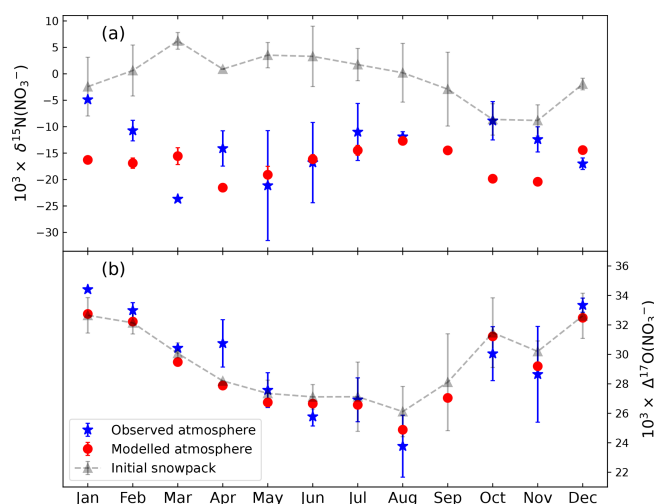 (a)
10
5
0
−5
−10
−15
−20
−25
−30
10³ × δ¹⁵N(NO₃⁻)
(b)
36
34
32
30
28
26
24
22
10³ × Δ¹⁷O(NO₃⁻)
Observed atmosphere
Modelled atmosphere
Initial snowpack
Jan Feb Mar Apr May Jun Jul Aug Sep Oct Nov Dec